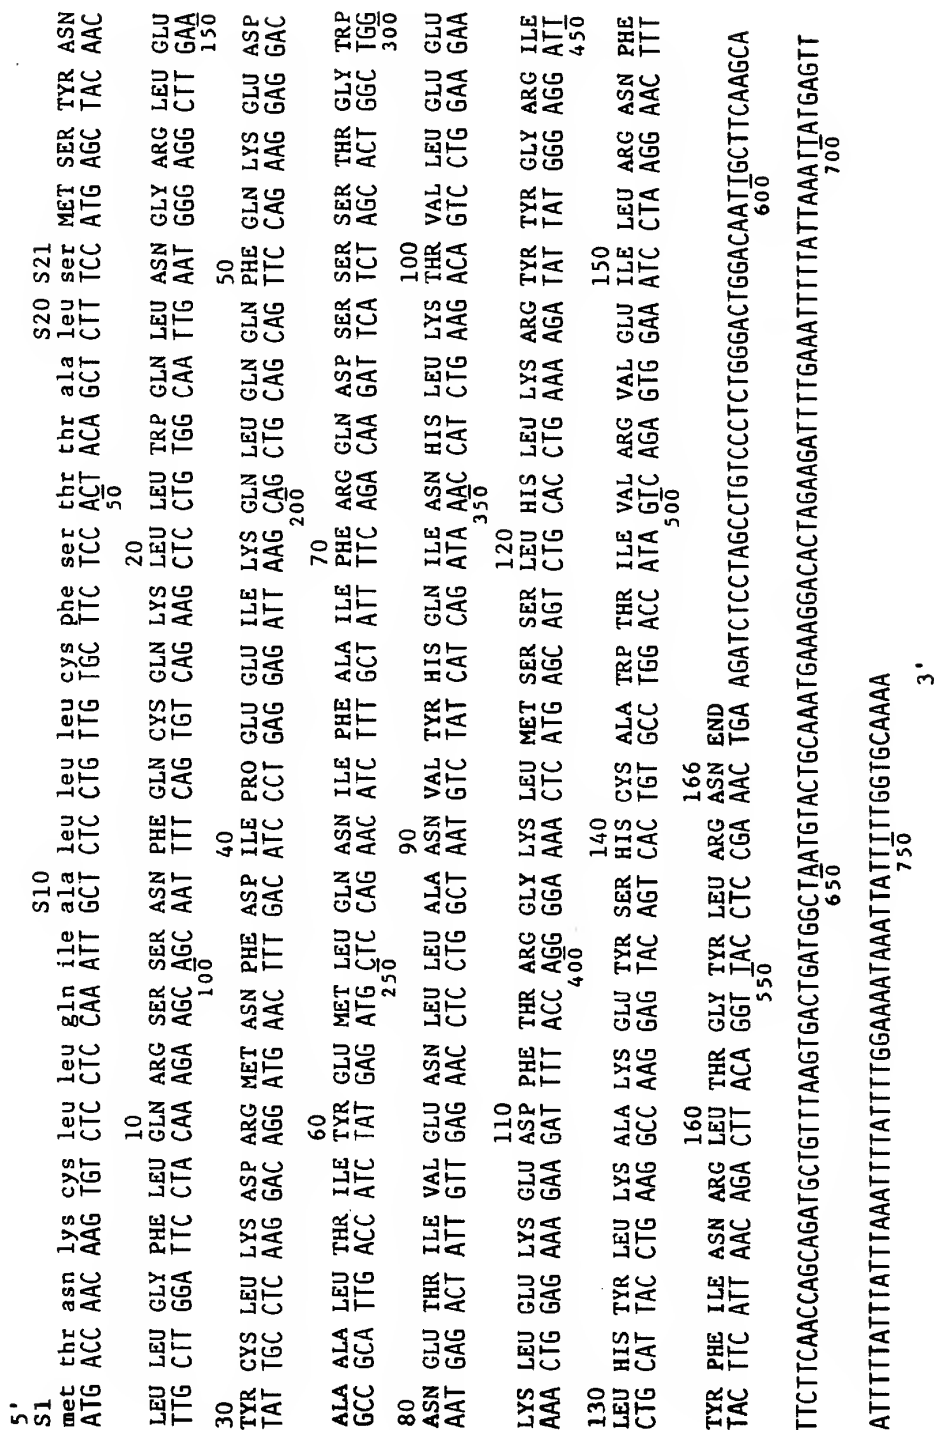 5'
S1 S10 S20 S21
met thr asn lys cys leu leu gln ile ala leu leu leu cys phe ser thr thr ala leu ser MET SER TYR ASN
ATG ACC AAC AAG TGT CTC CTC CAA ATT GCT CTC CTG TTG TGC TTC TCC ACT ACA GCT CTT TCC ATG AGC TAC AAC
50
10 20
LEU LEU GLY PHE LEU GLN ARG SER SER ASN PHE GLN CYS GLN LYS LEU LEU TRP GLN LEU ASN GLY ARG LEU GLU
TTG CTT GGA TTC CTA CAA AGA AGC AGC AAT TTT CAG TGT CAG AAG CTC CTG TGG CAA TTG AAT GGG AGG CTT GAA
100 150
30 40 50
TYR CYS LEU LYS ASP ARG MET ASN PHE ASP ILE PRO GLU GLU ILE LYS GLN LEU GLN GLN PHE GLN LYS GLU ASP
TAT TGC CTC AAG GAC AGG ATG AAC TTT GAC ATC CCT GAG GAG ATT AAG CAG CTG CAG CAG TTC CAG AAG GAG GAC
200
60 70
ALA ALA LEU THR ILE TYR GLU MET LEU GLN ASN ILE PHE ALA ILE PHE ARG GLN ASP SER SER SER THR GLY TRP
GCC GCA TTG ACC ATC TAT GAG ATG CTC CAG AAC ATC TTT GCT ATT TTC AGA CAA GAT TCA TCT AGC ACT GGC TGG
250 300
80 90 100
ASN GLU THR ILE VAL GLU ASN LEU LEU ALA ASN VAL TYR HIS GLN ILE ASN HIS LEU LYS THR VAL LEU GLU GLU
AAT GAG ACT ATT GTT GAG AAC CTC CTG GCT AAT GTC TAT CAT CAG ATA AAC CAT CTG AAG ACA GTC CTG GAA GAA
350
110 120
LYS LEU GLU LYS GLU ASP PHE THR ARG GLY LYS LEU MET SER SER LEU HIS LEU LYS ARG TYR TYR GLY ARG ILE
AAA CTG GAG AAA GAA GAT TTT ACC AGG GGA AAA CTC ATG AGC AGT CTG CAC CTG AAA AGA TAT TAT GGG AGG ATT
400 450
130 140 150
LEU HIS TYR LEU LYS ALA LYS GLU TYR SER HIS CYS ALA TRP THR ILE VAL ARG VAL GLU ILE LEU ARG ASN PHE
CTG CAT TAC CTG AAG GCC AAG GAG TAC AGT CAC TGT GCC TGG ACC ATA GTC AGA GTG GAA ATC CTA AGG AAC TTT
500
160 166
TYR PHE ILE ASN ARG LEU THR GLY TYR LEU ARG ASN END
TAC TTC ATT AAC AGA CTT ACA GGT TAC CTC CGA AAC TGA AGATCTCCTAGCCTGTCCCTCTGGGACTGGACAATTGCTTCAAGCA
550 600
TTCTTCAACCAGCAGATGCTGTTTAAGTGACTGATGGCTAATGTACTGCAAATGAAAGGACACTAGAAGATTTTGAAATTTTTATTAAATTATGAGTT
650 700
ATTTTTATTTATTTAAATTTTATTTTGGAAAATAAATTATTTTTGGTGCAAAA
750
3'